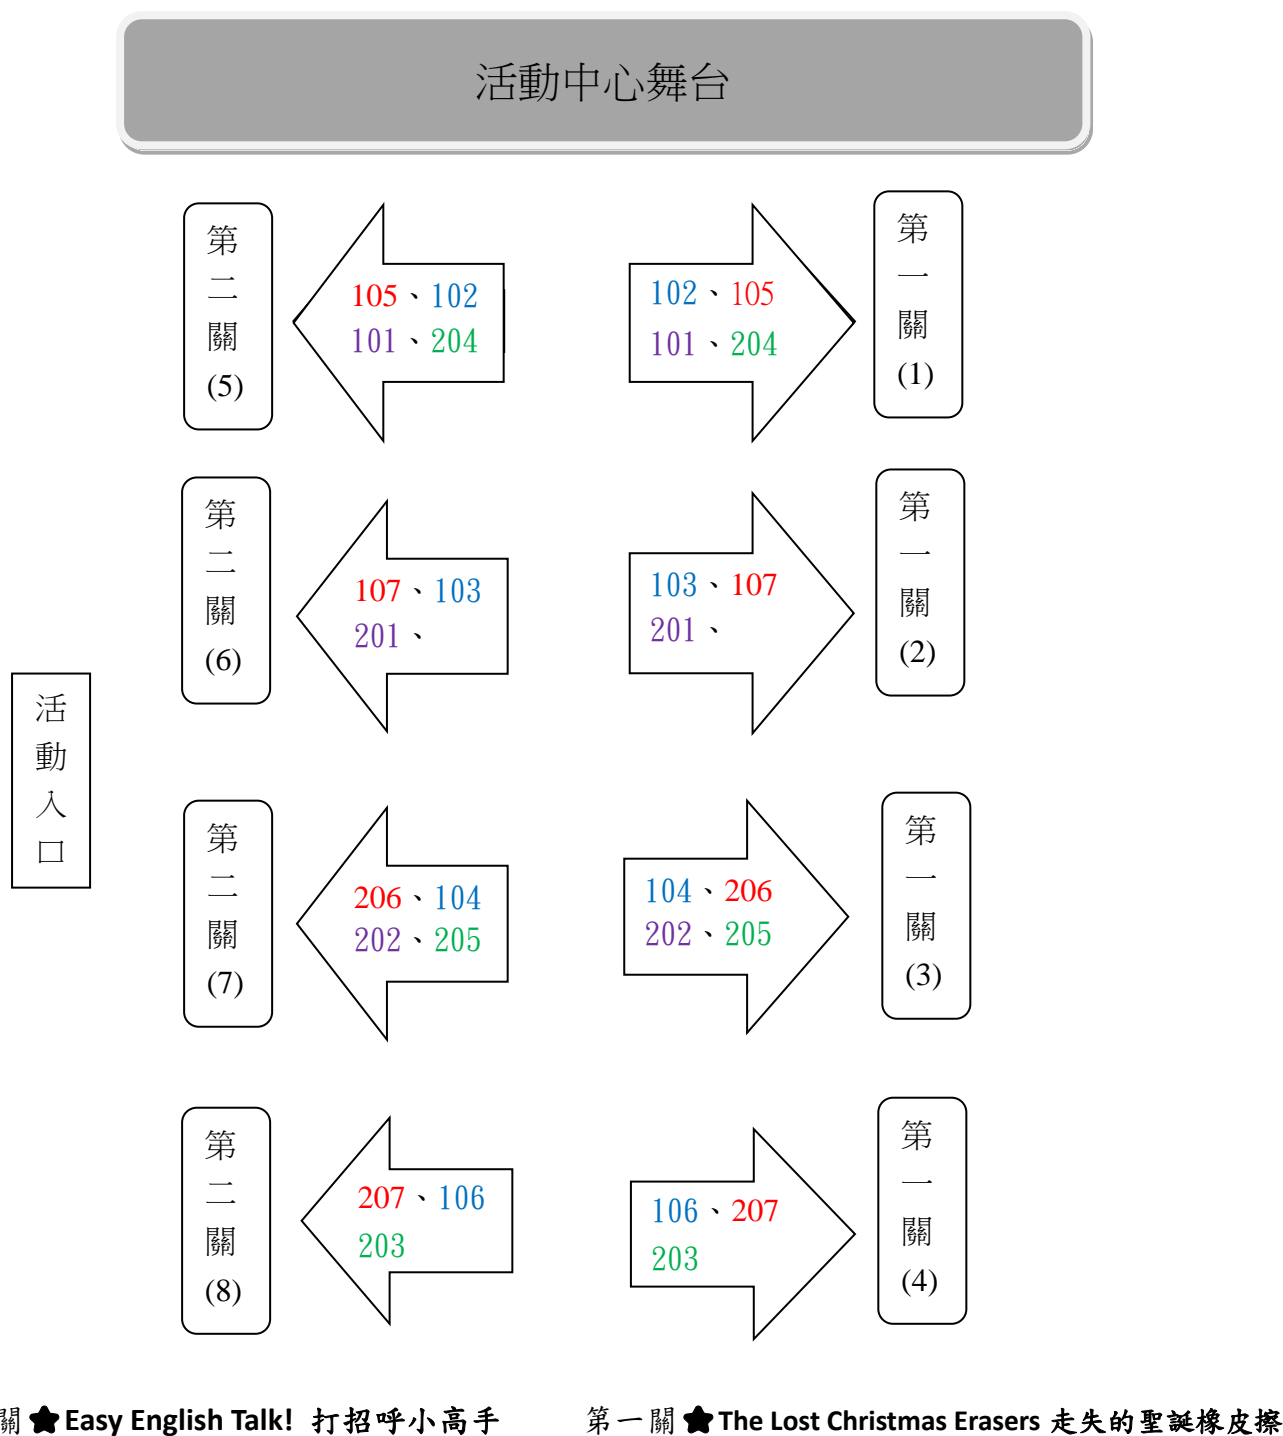 活動中心舞台
第二關(5)
105、102
101、204
102、105
101、204
第一關(1)
第二關(6)
107、103
201、
103、107
201、
第一關(2)
活動入口
第二關(7)
206、104
202、205
104、206
202、205
第一關(3)
第二關(8)
207、106
203
106、207
203
第一關(4)
關★Easy English Talk! 打招呼小高手
第一關★The Lost Christmas Erasers 走失的聖誕橡皮擦